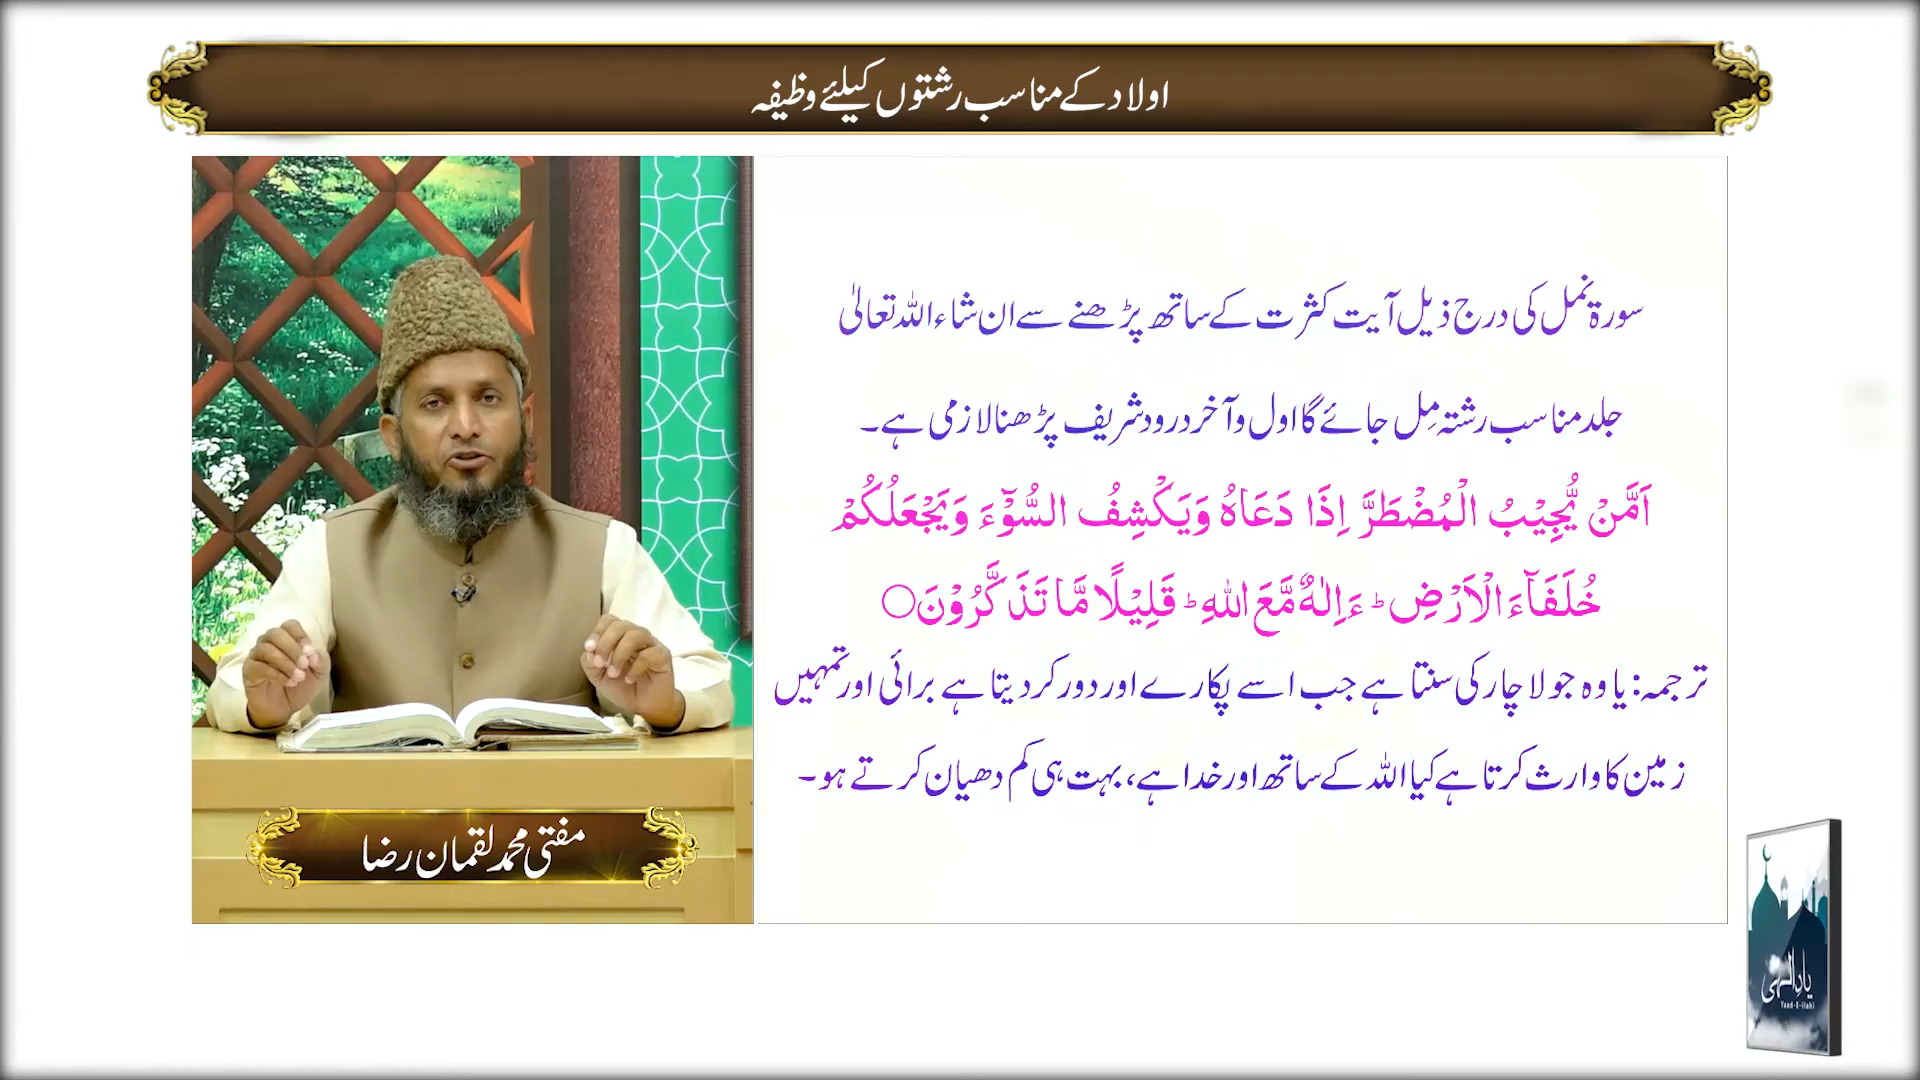 اولاد کے مناسب رشتوں کیلئے وظیفہ
سورۃ نمل کی درج ذیل آیت کثرت کے ساتھ پڑھنے سے ان شاء اللہ تعالیٰ
جلد مناسب رشتہ مِل جائے گا اول و آخر درود شریف پڑھنا لازمی ہے۔
اَمَّنْ یُّجِیْبُ الْمُضْطَرَّ اِذَا دَعَاهُ وَیَكْشِفُ السُّوْٓءَ وَیَجْعَلُكُمْ
خُلَفَآءَ الْاَرْضِ ؕ ءَاِلٰهٌ مَّعَ اللهِ ؕ قَلِیْلًا مَّا تَذَكَّرُوْنَ○
ترجمہ: یا وہ جو لاچار کی سنتا ہے جب اسے پکارے اور دور کر دیتا ہے برائی اور تمہیں
زمین کا وارث کرتا ہے کیا اللہ کے ساتھ اور خدا ہے، بہت ہی کم دھیان کرتے ہو۔
مفتی محمد لقمان رضا
یادِ الٰہی
Yaad-E-ilahi